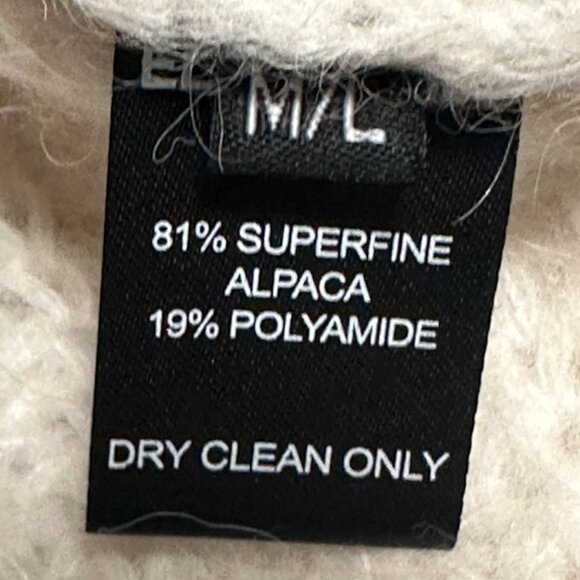 M/L
81% SUPERFINE
ALPACA
19% POLYAMIDE
DRY CLEAN ONLY